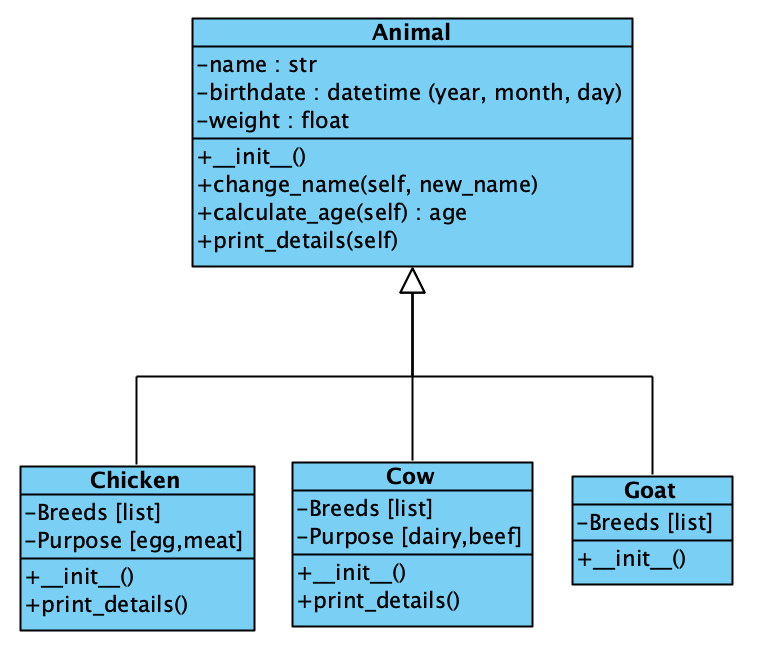 Animal
-name : str
-birthdate : datetime (year, month, day)
-weight : float
+__init__()
+change_name(self, new_name)
+calculate_age(self) : age
+print_details(self)
Chicken
-Breeds [list]
-Purpose [egg,meat]
+__init__()
+print_details()
Cow
-Breeds [list]
-Purpose [dairy,beef]
+__init__()
+print_details()
Goat
-Breeds [list]
+__init__()